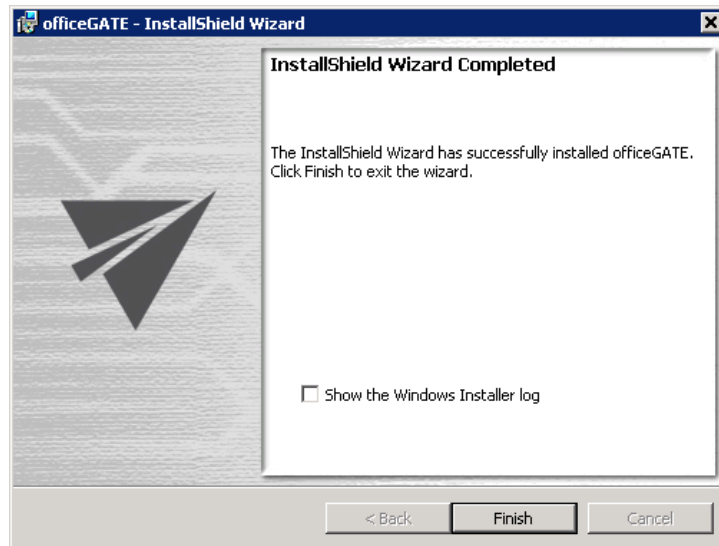 officeGATE - InstallShield Wizard
InstallShield Wizard Completed
The InstallShield Wizard has successfully installed officeGATE.
Click Finish to exit the wizard.
Show the Windows Installer log
< Back
Finish
Cancel